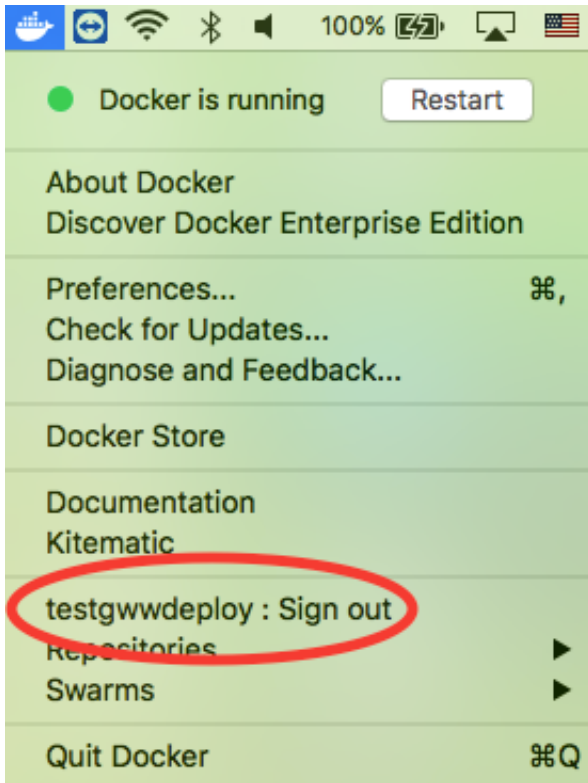 100%
Docker is running Restart
About Docker
Discover Docker Enterprise Edition
Preferences... ⌘,
Check for Updates...
Diagnose and Feedback...
Docker Store
Documentation
Kitematic
testgwwdeploy : Sign out
Repositories
Swarms
Quit Docker ⌘Q